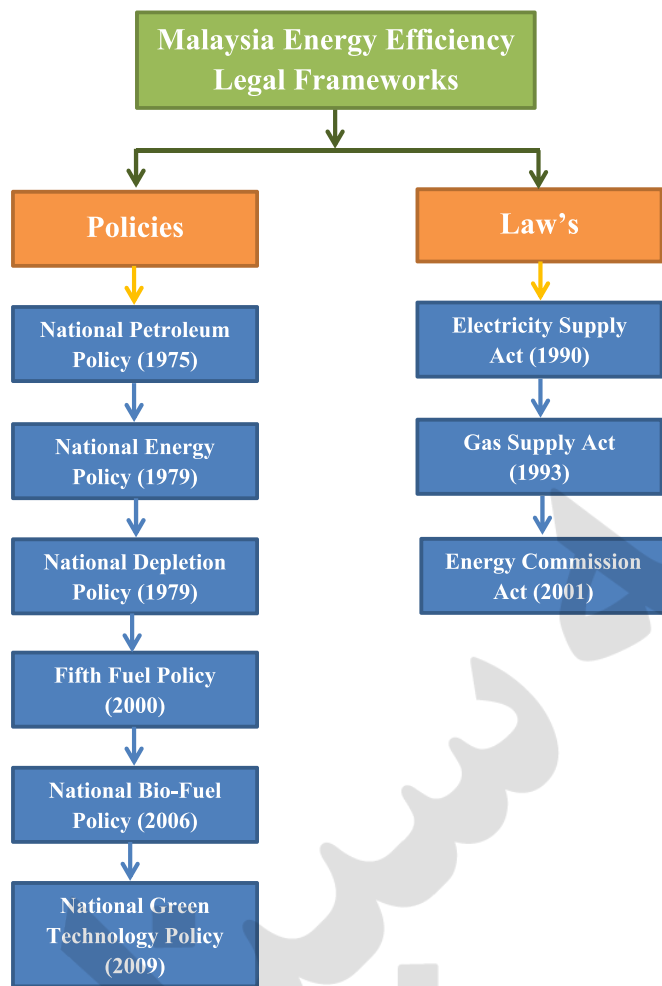 Malaysia Energy Efficiency
Legal Frameworks
Policies
National Petroleum
Policy (1975)
National Energy
Policy (1979)
National Depletion
Policy (1979)
Fifth Fuel Policy
(2000)
National Bio-Fuel
Policy (2006)
National Green
Technology Policy
(2009)
Law’s
Electricity Supply
Act (1990)
Gas Supply Act
(1993)
Energy Commission
Act (2001)